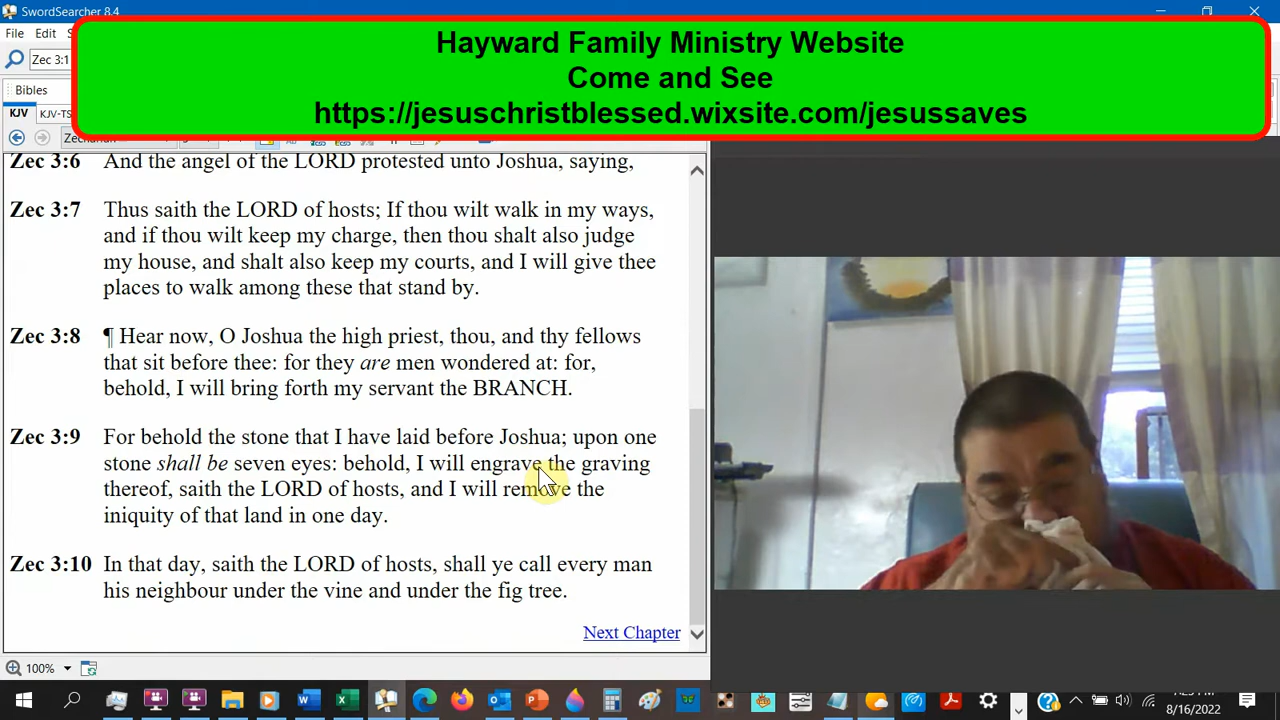 SwordSearcher 8.4
File Edit
Hayward Family Ministry Website
Come and See
https://jesuschristblessed.wixsite.com/jesussaves
Zec 3:1
Bibles
KJV KJV-TS
Zec 3:6 And the angel of the LORD protested unto Joshua, saying,
Zec 3:7 Thus saith the LORD of hosts; If thou wilt walk in my ways,
and if thou wilt keep my charge, then thou shalt also judge
my house, and shalt also keep my courts, and I will give thee
places to walk among these that stand by.
Zec 3:8 ¶ Hear now, O Joshua the high priest, thou, and thy fellows
that sit before thee: for they are men wondered at: for,
behold, I will bring forth my servant the BRANCH.
Zec 3:9 For behold the stone that I have laid before Joshua; upon one
stone shall be seven eyes: behold, I will engrave the graving
thereof, saith the LORD of hosts, and I will remove the
iniquity of that land in one day.
Zec 3:10 In that day, saith the LORD of hosts, shall ye call every man
his neighbour under the vine and under the fig tree.
Next Chapter
100%
8/16/2022